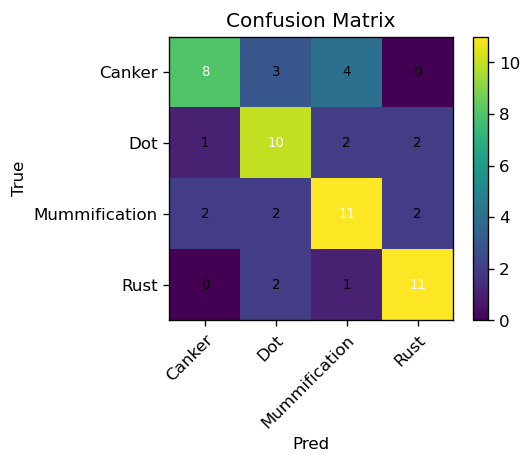 Confusion Matrix
True
Canker 8 3 4 0
Dot 1 10 2 2
Mummification 2 2 11 2
Rust 0 2 1 11
Canker Dot Mummification Rust
Pred
10
8
6
4
2
0